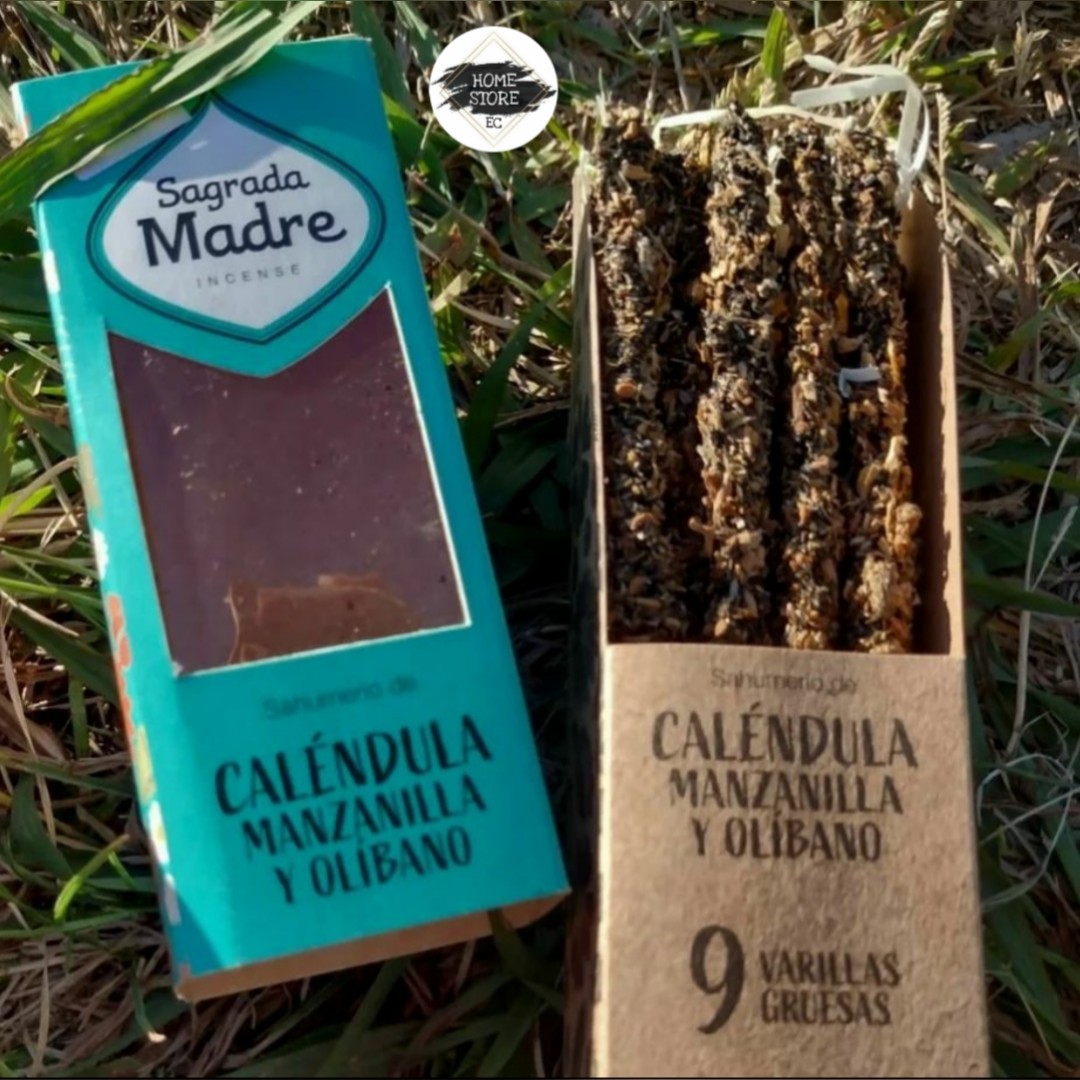 HOME
STORE
EC
Sagrada
Madre
INCENSE
Sahumerio de
CALÉNDULA
MANZANILLA
Y OLÍBANO
Sahumerio de
CALÉNDULA
MANZANILLA
Y OLÍBANO
9 VARILLAS
GRUESAS